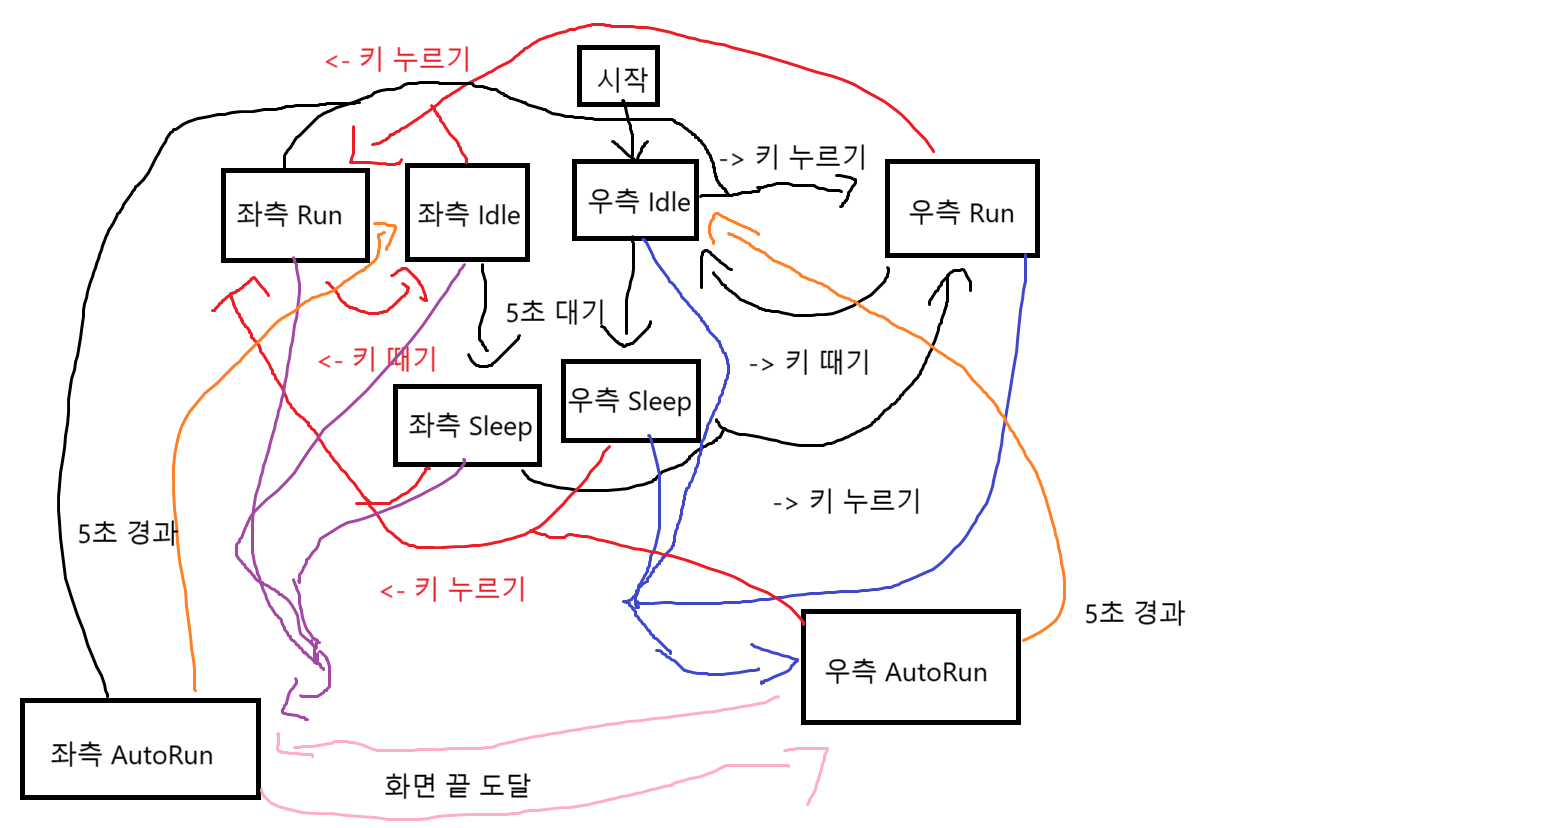 <- 키 누르기
시작
-> 키 누르기
좌측 Run
좌측 Idle
우측 Idle
우측 Run
5초 대기
<- 키 때기
-> 키 때기
좌측 Sleep
우측 Sleep
-> 키 누르기
5초 경과
<- 키 누르기
5초 경과
우측 AutoRun
좌측 AutoRun
화면 끝 도달